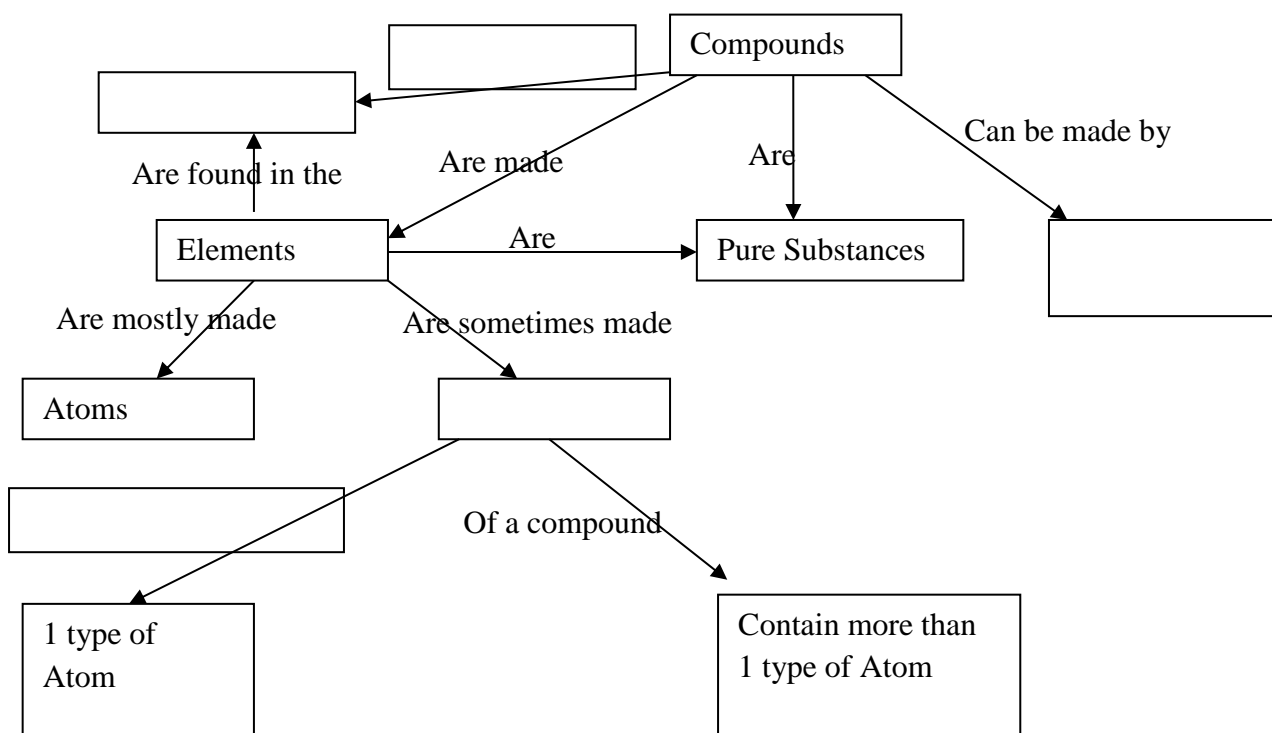 Compounds
Can be made by
Are found in the
Are made
Are
Elements
Are
Pure Substances
Are mostly made
Are sometimes made
Atoms
Of a compound
1 type of
Atom
Contain more than
1 type of Atom